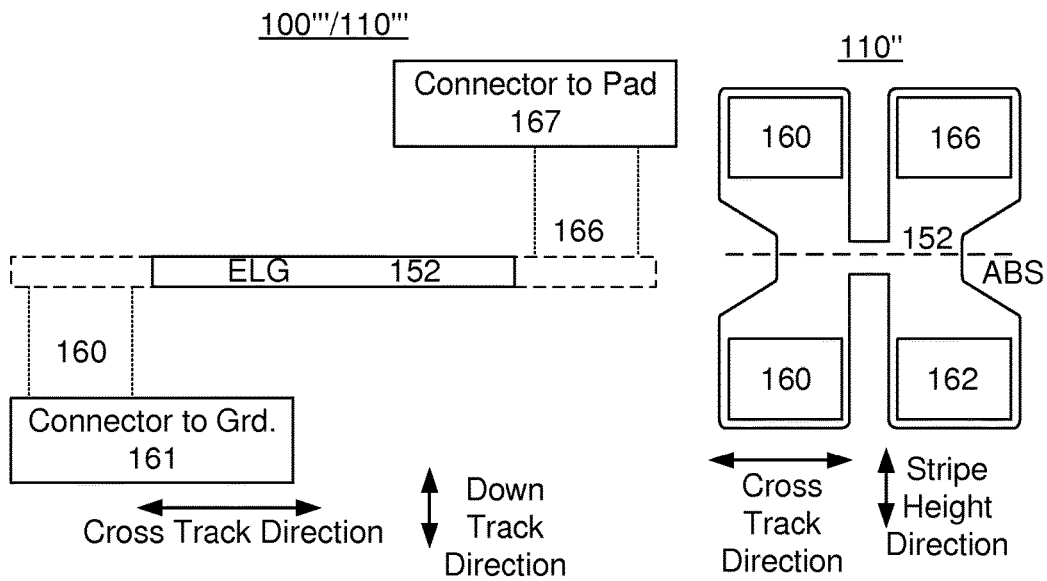 100'''/110'''
Connector to Pad
167
166
ELG 152
160
Connector to Grd.
161
Cross Track Direction
Down
Track
Direction
110''
160 166
152
ABS
160 162
Cross
Track
Direction
Stripe
Height
Direction